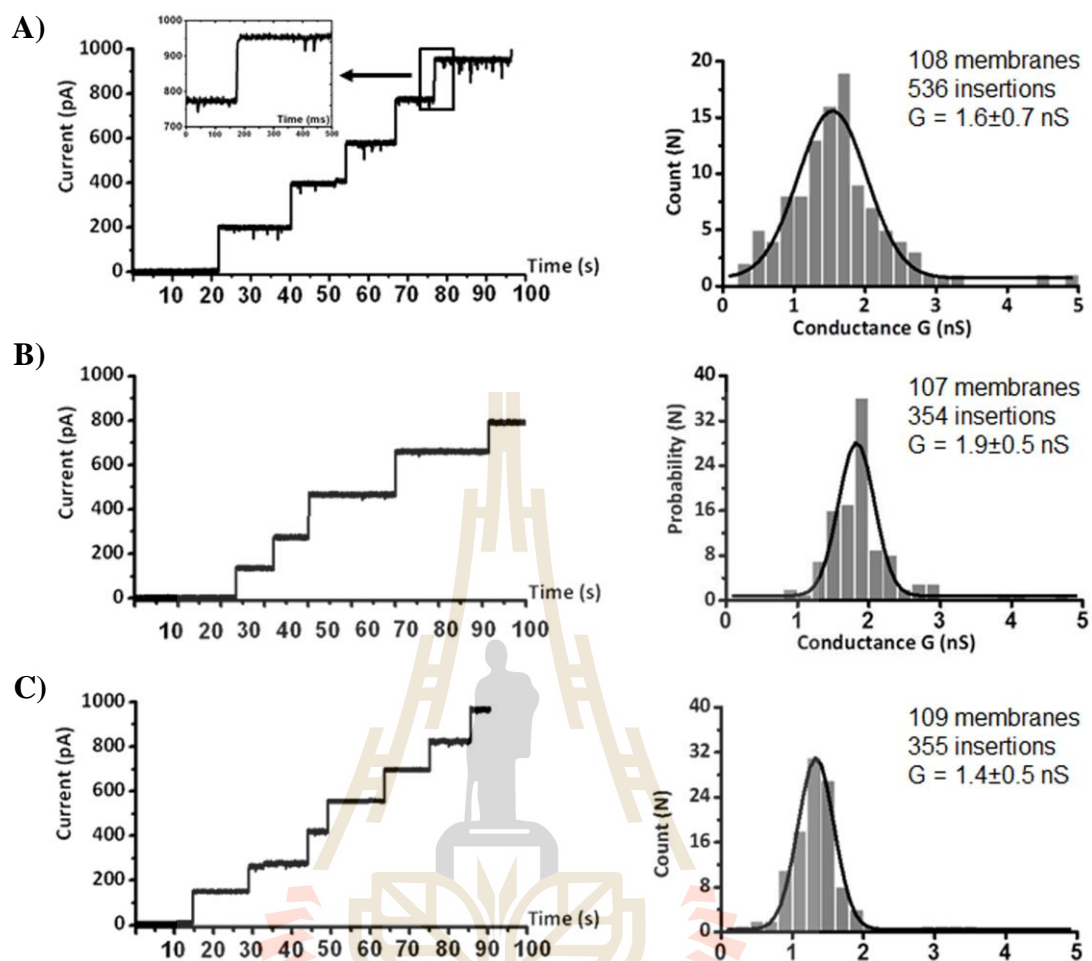 A)
Current (pA)
1000
800
600
400
200
0
10 20 30 40 50 60 70 80 90 100
Time (s)
1000
900
800
700
0 100 200 300 400 500
Time (ms)
Count (N)
20
15
10
5
0
0 1 2 3 4 5
Conductance G (nS)
108 membranes
536 insertions
G = 1.6±0.7 nS
B)
Current (pA)
1000
800
600
400
200
0
10 20 30 40 50 60 70 80 90 100
Time (s)
Probability (N)
40
32
24
16
8
0
0 1 2 3 4 5
Conductance G (nS)
107 membranes
354 insertions
G = 1.9±0.5 nS
C)
Current (pA)
1000
800
600
400
200
0
10 20 30 40 50 60 70 80 90 100
Time (s)
Count (N)
40
32
24
16
8
0
0 1 2 3 4 5
109 membranes
355 insertions
G = 1.4±0.5 nS